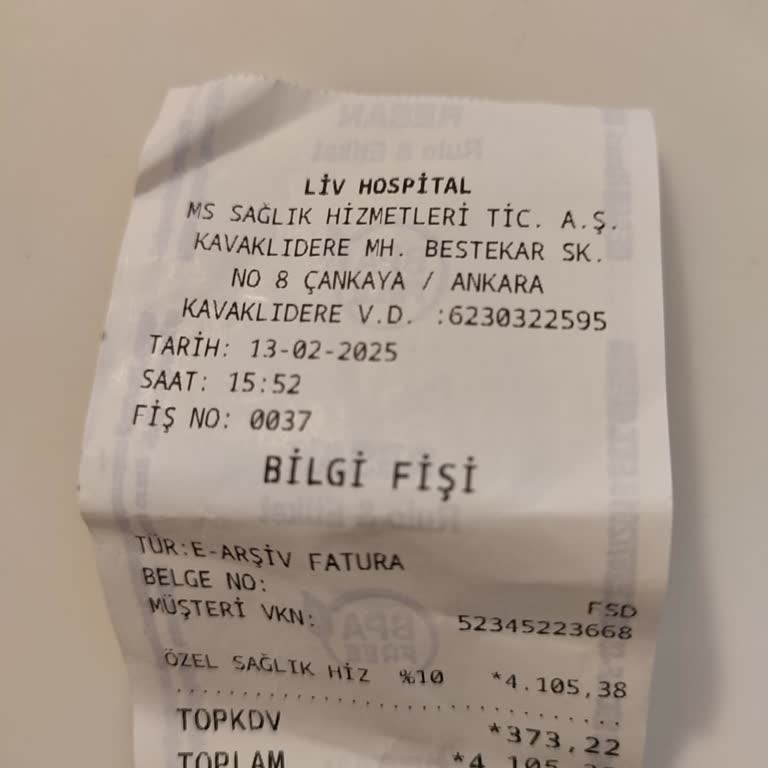 LİV HOSPİTAL
MS SAĞLIK HİZMETLERİ TİC. A.Ş.
KAVAKLIDERE MH. BESTEKAR SK.
NO 8 ÇANKAYA / ANKARA
KAVAKLIDERE V.D. :6230322595
TARİH: 13-02-2025
SAAT: 15:52
FİŞ NO: 0037
BİLGİ FİŞİ
TÜR:E-ARŞİV FATURA
BELGE NO: FSD
MÜŞTERİ VKN: 52345223668
ÖZEL SAĞLIK HİZ %10 *4.105,38
TOPKDV *373,22
TOPLAM